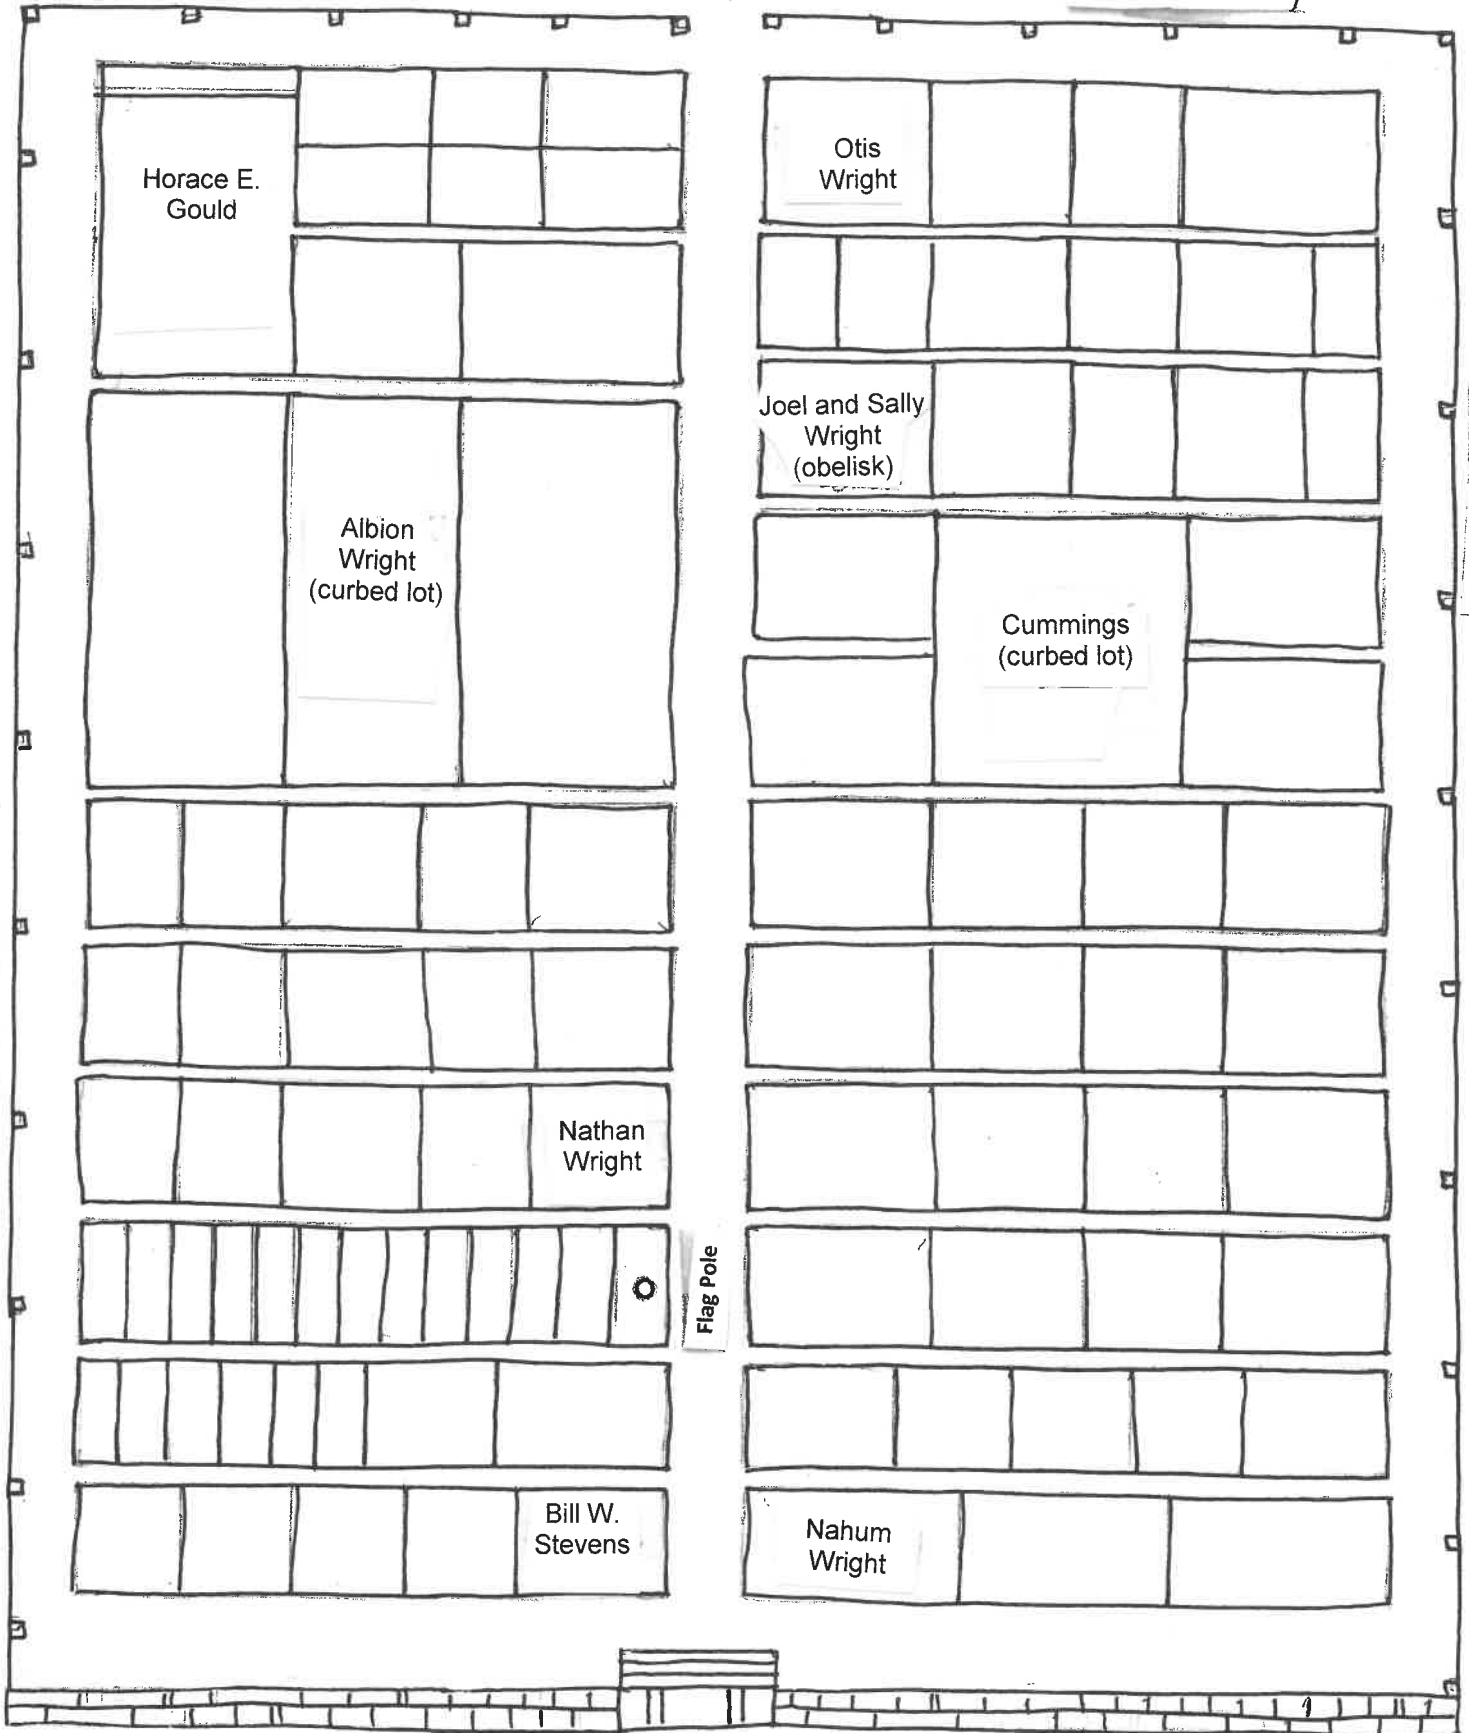 Horace E.
Gould
Otis
Wright
Joel and Sally
Wright
(obelisk)
Albion
Wright
(curbed lot)
Cummings
(curbed lot)
Nathan
Wright
Flag Pole
Bill W.
Stevens
Nahum
Wright